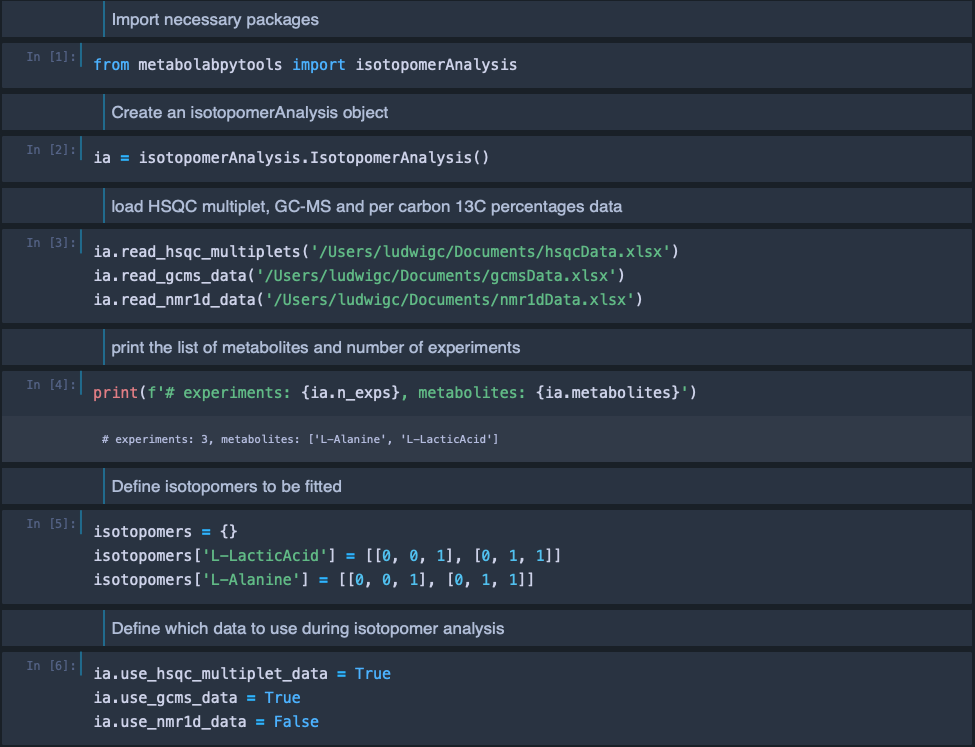 Import necessary packages
In [1]:
from metabolabpytools import isotopomerAnalysis
Create an isotopomerAnalysis object
In [2]:
ia = isotopomerAnalysis.IsotopomerAnalysis()
load HSQC multiplet, GC-MS and per carbon 13C percentages data
In [3]:
ia.read_hsqc_multiplets('/Users/ludwigc/Documents/hsqcData.xlsx')
ia.read_gcms_data('/Users/ludwigc/Documents/gcmsData.xlsx')
ia.read_nmr1d_data('/Users/ludwigc/Documents/nmr1dData.xlsx')
print the list of metabolites and number of experiments
In [4]:
print(f'# experiments: {ia.n_exps}, metabolites: {ia.metabolites}')
# experiments: 3, metabolites: ['L-Alanine', 'L-LacticAcid']
Define isotopomers to be fitted
In [5]:
isotopomers = {}
isotopomers['L-LacticAcid'] = [[0, 0, 1], [0, 1, 1]]
isotopomers['L-Alanine'] = [[0, 0, 1], [0, 1, 1]]
Define which data to use during isotopomer analysis
In [6]:
ia.use_hsqc_multiplet_data = True
ia.use_gcms_data = True
ia.use_nmr1d_data = False